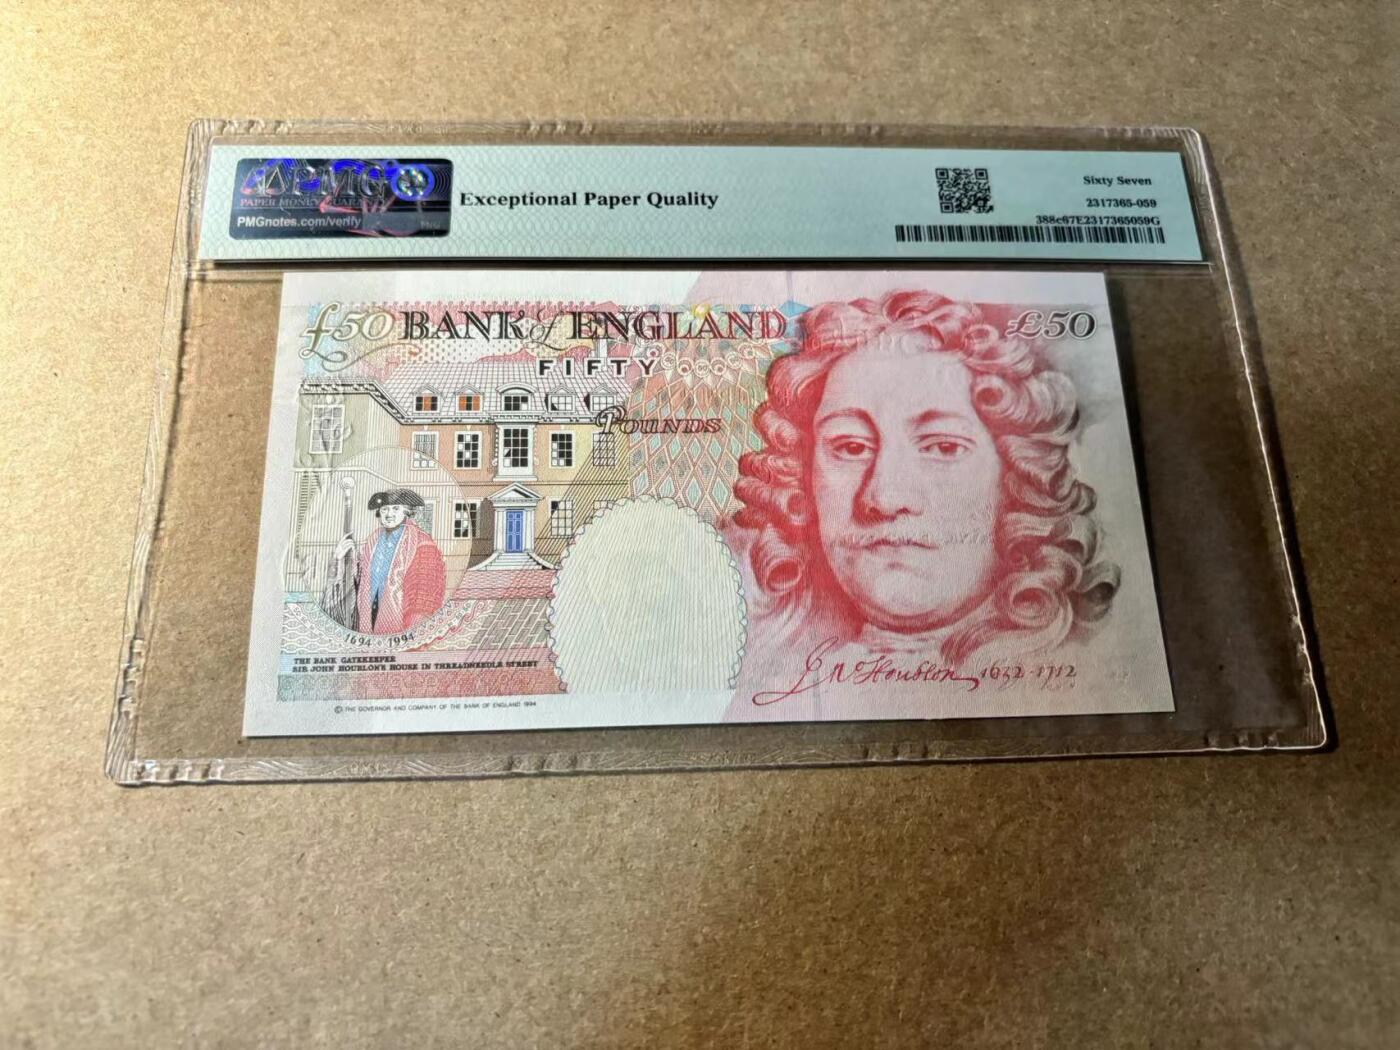 PMG
PAPER MONEY GUARANTY
PMGnotes.com/verify
Exceptional Paper Quality
Sixty Seven
2317365-059
388c67E2317365059G
£50 BANK of ENGLAND £50
FIFTY
POUNDS
1694 1994
THE BANK GATEKEEPER
SIR JOHN HOUBLON'S HOUSE IN THREADNEEDLE STREET
© THE GOVERNOR AND COMPANY OF THE BANK OF ENGLAND 1994
Jno Houblon 1632-1712